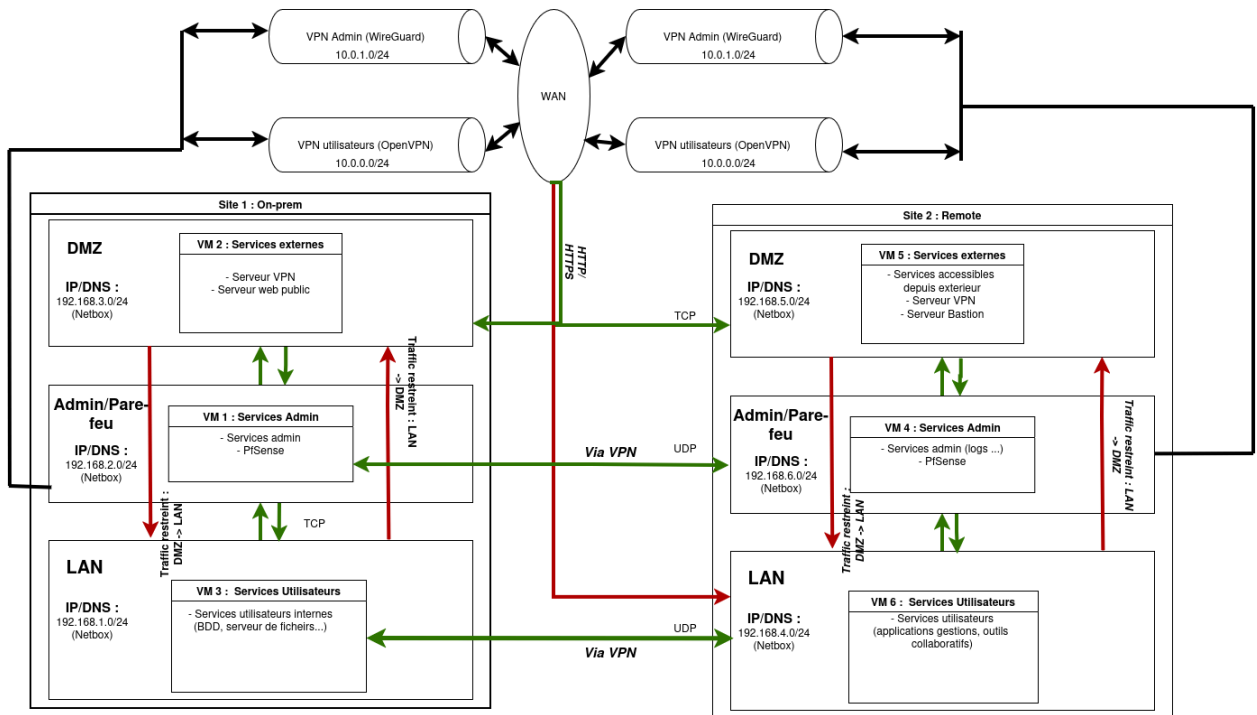 VPN Admin (WireGuard)
10.0.1.0/24
VPN utilisateurs (OpenVPN)
10.0.0.0/24
WAN
VPN Admin (WireGuard)
10.0.1.0/24
VPN utilisateurs (OpenVPN)
10.0.0.0/24
HTTP/
HTTPS
Site 1 : On-prem
DMZ
IP/DNS :
192.168.3.0/24
(Netbox)
VM 2 : Services externes
- Serveur VPN
- Serveur web public
Traffic restreint : LAN
-> DMZ
Admin/Pare-
feu
IP/DNS :
192.168.2.0/24
(Netbox)
VM 1 : Services Admin
- Services admin
- PfSense
Traffic restreint :
DMZ -> LAN
TCP
LAN
IP/DNS :
192.168.1.0/24
(Netbox)
VM 3 :  Services Utilisateurs
- Services utilisateurs internes
(BDD, serveur de ficheirs...)
TCP
Via VPN
UDP
UDP
Via VPN
Site 2 : Remote
DMZ
IP/DNS :
192.168.5.0/24
(Netbox)
VM 5 : Services externes
- Services accessibles
depuis exterieur
- Serveur VPN
- Serveur Bastion
Admin/Pare-
feu
IP/DNS :
192.168.6.0/24
(Netbox)
VM 4 : Services Admin
- Services admin (logs ...)
- PfSense
Traffic restreint : LAN
-> DMZ
Traffic restreint :
DMZ -> LAN
LAN
IP/DNS :
192.168.4.0/24
(Netbox)
VM 6 :  Services Utilisateurs
- Services utilisateurs
(applications gestions, outils
collaboratifs)